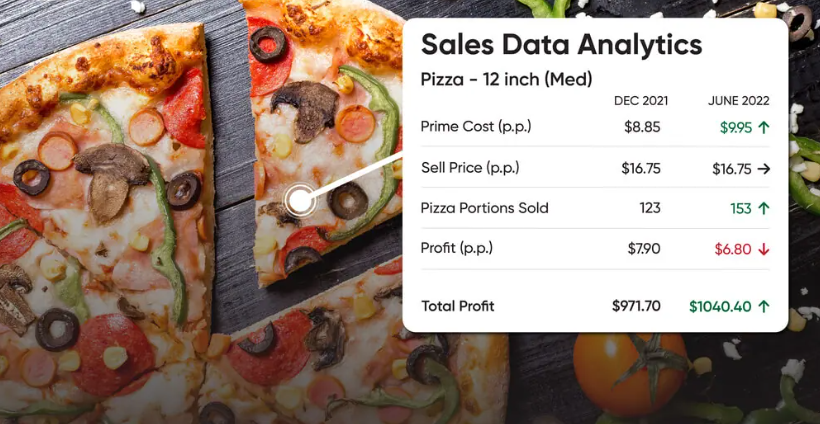 Sales Data Analytics
Pizza - 12 inch (Med)
DEC 2021 JUNE 2022
Prime Cost (p.p.) $8.85 $9.95 ↑
Sell Price (p.p.) $16.75 $16.75 →
Pizza Portions Sold 123 153 ↑
Profit (p.p.) $7.90 $6.80 ↓
Total Profit $971.70 $1040.40 ↑